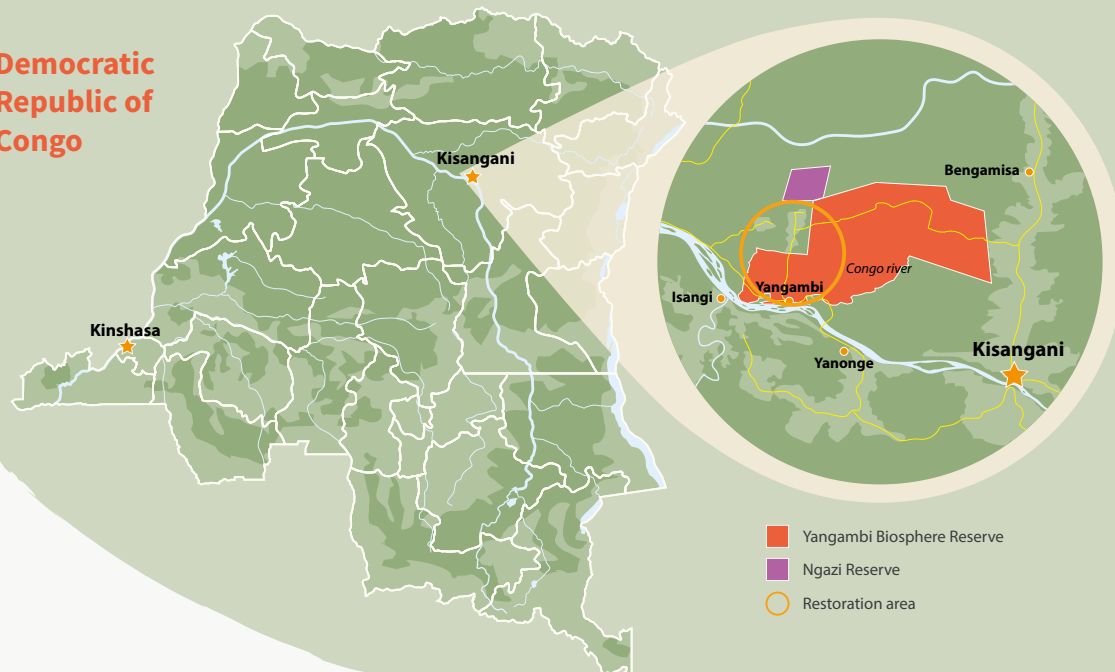 Democratic
Republic of
Congo
Kisangani
Kinshasa
Bengamisa
Congo river
Yangambi
Isangi
Yanonge
Kisangani
Yangambi Biosphere Reserve
Ngazi Reserve
Restoration area